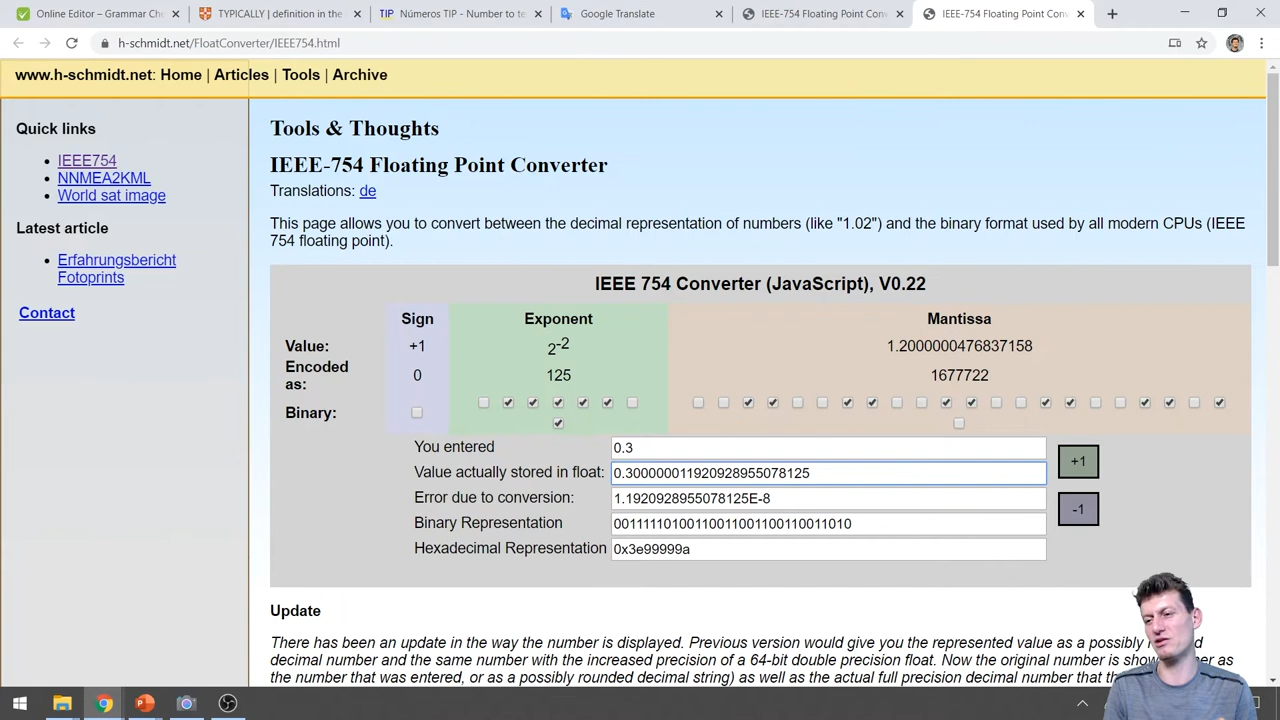 Online Editor – Grammar Che
TYPICALLY | definition in the
TIP Números TIP - Number to te
Google Translate
IEEE-754 Floating Point Conv
IEEE-754 Floating Point Conv
h-schmidt.net/FloatConverter/IEEE754.html
www.h-schmidt.net: Home | Articles | Tools | Archive
Quick links
IEEE754
NNMEA2KML
World sat image
Latest article
Erfahrungsbericht
Fotoprints
Contact
Tools & Thoughts
IEEE-754 Floating Point Converter
Translations: de
This page allows you to convert between the decimal representation of numbers (like "1.02") and the binary format used by all modern CPUs (IEEE
754 floating point).
IEEE 754 Converter (JavaScript), V0.22
Sign Exponent Mantissa
Value: +1 2-2 1.2000000476837158
Encoded
as: 0 125 1677722
Binary:
You entered 0.3
Value actually stored in float: 0.300000011920928955078125
+1
Error due to conversion: 1.1920928955078125E-8
-1
Binary Representation 00111110100110011001100110011010
Hexadecimal Representation 0x3e99999a
Update
There has been an update in the way the number is displayed. Previous version would give you the represented value as a possibly
decimal number and the same number with the increased precision of a 64-bit double precision float. Now the original number is show as
the number that was entered, or as a possibly rounded decimal string) as well as the actual full precision decimal number that th